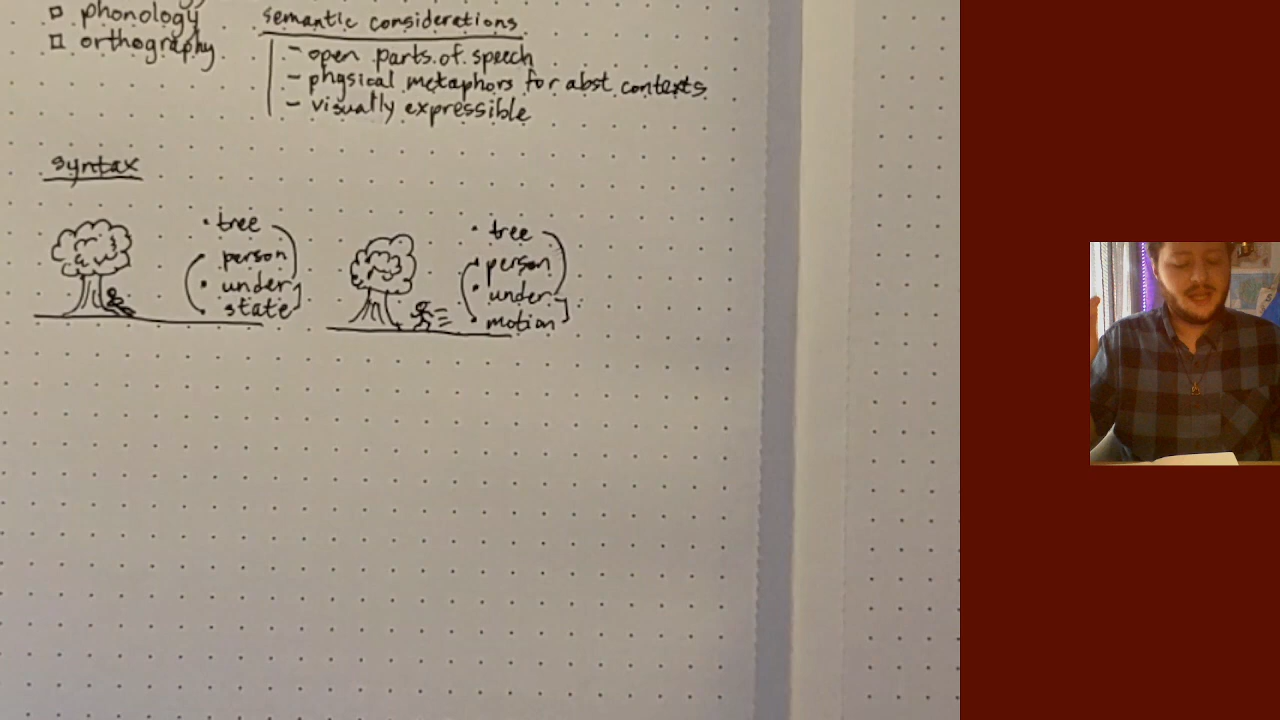 phonology
orthography
semantic considerations
- open parts of speech
- physical metaphors for abst contexts
- visually expressible
syntax
• tree
person
• under
state
• tree
person
• under
motion